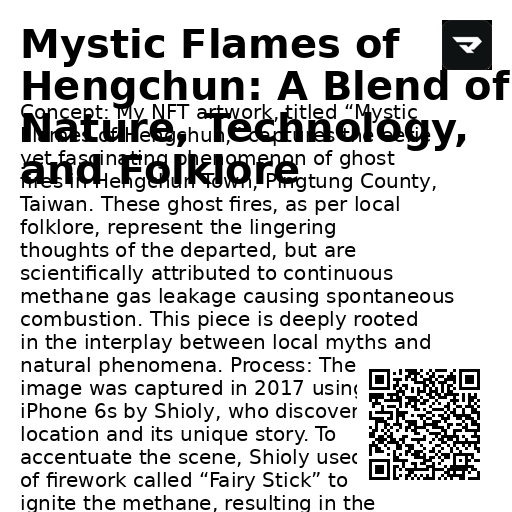 Mystic Flames of
Hengchun: A Blend of
Nature, Technology,
and Folklore
Concept: My NFT artwork, titled “Mystic
Flames of Hengchun,” captures the eerie
yet fascinating phenomenon of ghost
fires in Hengchun Town, Pingtung County,
Taiwan. These ghost fires, as per local
folklore, represent the lingering
thoughts of the departed, but are
scientifically attributed to continuous
methane gas leakage causing spontaneous
combustion. This piece is deeply rooted
in the interplay between local myths and
natural phenomena. Process: The
image was captured in 2017 using
iPhone 6s by Shioly, who discover
location and its unique story. To
accentuate the scene, Shioly used
of firework called “Fairy Stick” to
ignite the methane, resulting in the